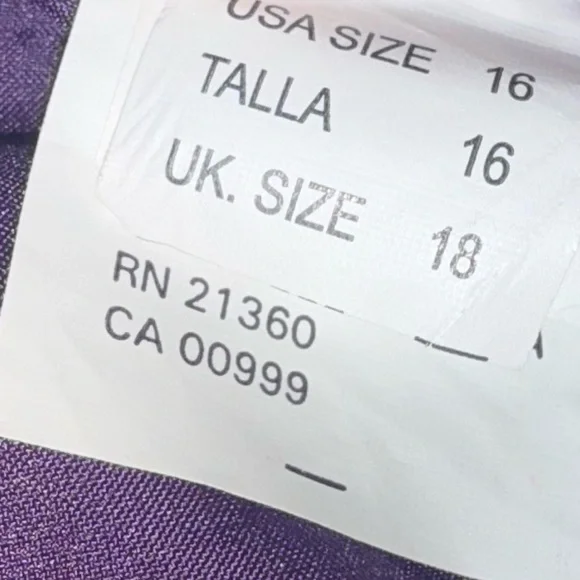 USA SIZE 16
TALLA 16
UK. SIZE 18
RN 21360
CA 00999